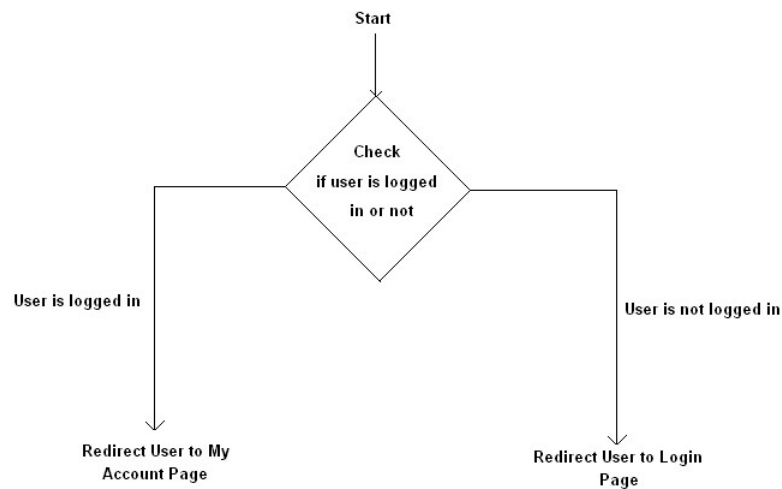 Start
Check
if user is logged
in or not
User is logged in
User is not logged in
Redirect User to My
Account Page
Redirect User to Login
Page